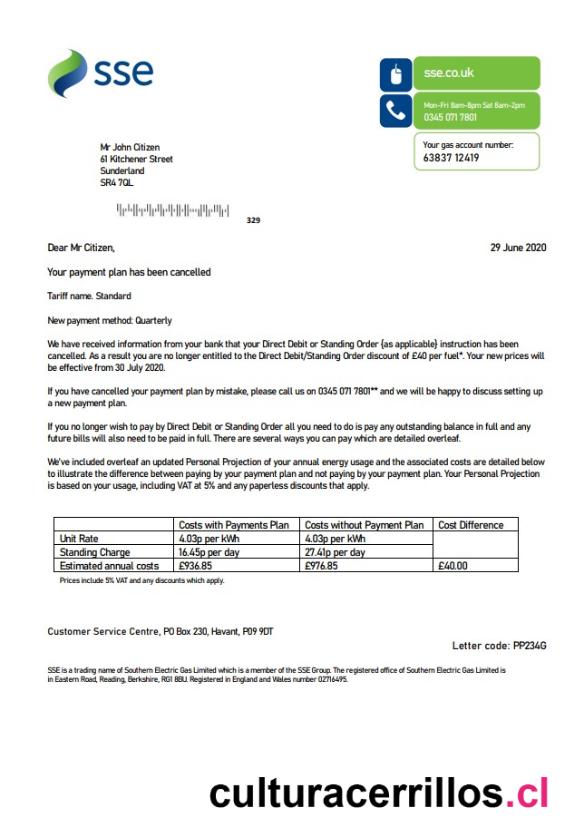 sse
sse.co.uk
Mon-Fri 8am-8pm Sat 8am-2pm
0345 071 7801
Your gas account number:
63837 12419
Mr John Citizen
61 Kitchener Street
Sunderland
SR4 7QL
329
Dear Mr Citizen,
29 June 2020
Your payment plan has been cancelled
Tariff name. Standard
New payment method: Quarterly
We have received information from your bank that your Direct Debit or Standing Order {as applicable} instruction has been
cancelled. As a result you are no longer entitled to the Direct Debit/Standing Order discount of £40 per fuel*. Your new prices will
be effective from 30 July 2020.
If you have cancelled your payment plan by mistake, please call us on 0345 071 7801** and we will be happy to discuss setting up
a new payment plan.
If you no longer wish to pay by Direct Debit or Standing Order all you need to do is pay any outstanding balance in full and any
future bills will also need to be paid in full. There are several ways you can pay which are detailed overleaf.
We've included overleaf an updated Personal Projection of your annual energy usage and the associated costs are detailed below
to illustrate the difference between paying by your payment plan and not paying by your payment plan. Your Personal Projection
is based on your usage, including VAT at 5% and any paperless discounts that apply.
Costs with Payments Plan Costs without Payment Plan Cost Difference
Unit Rate 4.03p per kWh 4.03p per kWh
Standing Charge 16.45p per day 27.41p per day
Estimated annual costs £936.85 £976.85 £40.00
Prices include 5% VAT and any discounts which apply.
Customer Service Centre, PO Box 230, Havant, P09 9DT
Letter code: PP234G
SSE is a trading name of Southern Electric Gas Limited which is a member of the SSE Group. The registered office of Southern Electric Gas Limited is
in Eastern Road, Reading, Berkshire, RG1 8BU. Registered in England and Wales number 02716495.
culturacerrillos.cl